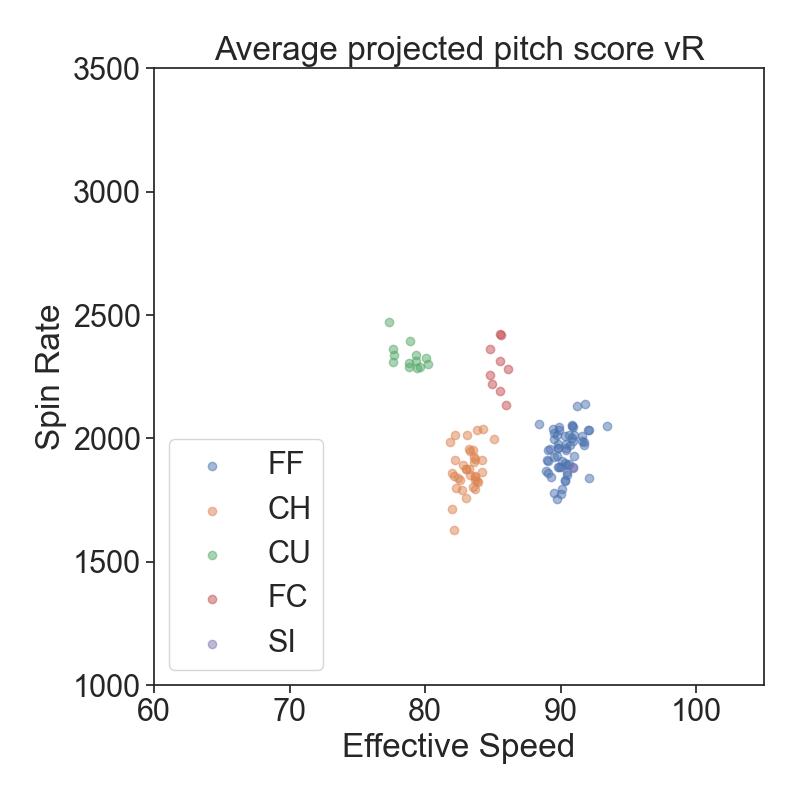 Average projected pitch score vR
3500
3000
2500
2000
1500
1000
Spin Rate
FF
CH
CU
FC
SI
60 70 80 90 100
Effective Speed